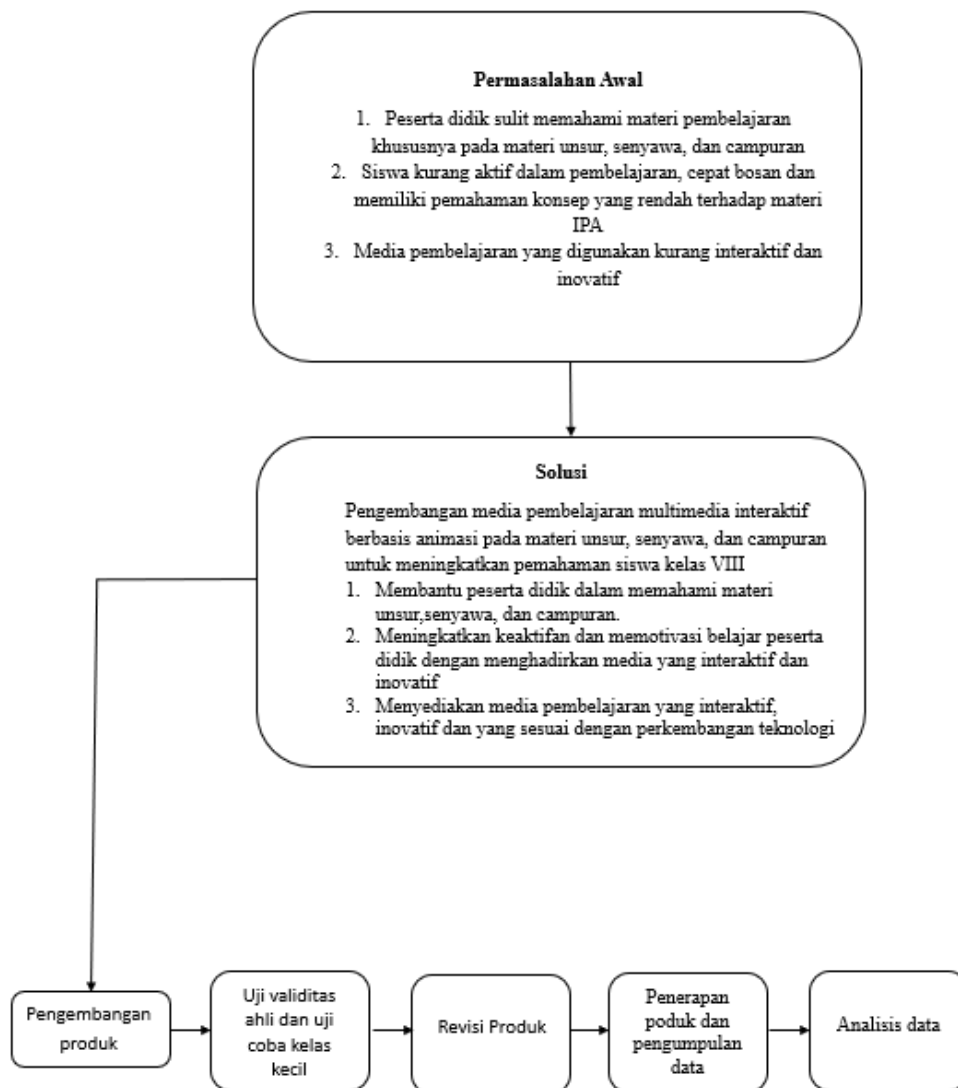 Permasalahan Awal
1. Peserta didik sulit memahami materi pembelajaran
khususnya pada materi unsur, senyawa, dan campuran
2. Siswa kurang aktif dalam pembelajaran, cepat bosan dan
memiliki pemahaman konsep yang rendah terhadap materi
IPA
3. Media pembelajaran yang digunakan kurang interaktif dan
inovatif
Solusi
Pengembangan media pembelajaran multimedia interaktif
berbasis animasi pada materi unsur, senyawa, dan campuran
untuk meningkatkan pemahaman siswa kelas VIII
1. Membantu peserta didik dalam memahami materi
unsur,senyawa, dan campuran.
2. Meningkatkan keaktifan dan memotivasi belajar peserta
didik dengan menghadirkan media yang interaktif dan
inovatif
3. Menyediakan media pembelajaran yang interaktif,
inovatif dan yang sesuai dengan perkembangan teknologi
Pengembangan
produk
Uji validitas
ahli dan uji
coba kelas
kecil
Revisi Produk
Penerapan
poduk dan
pengumpulan
data
Analisis data